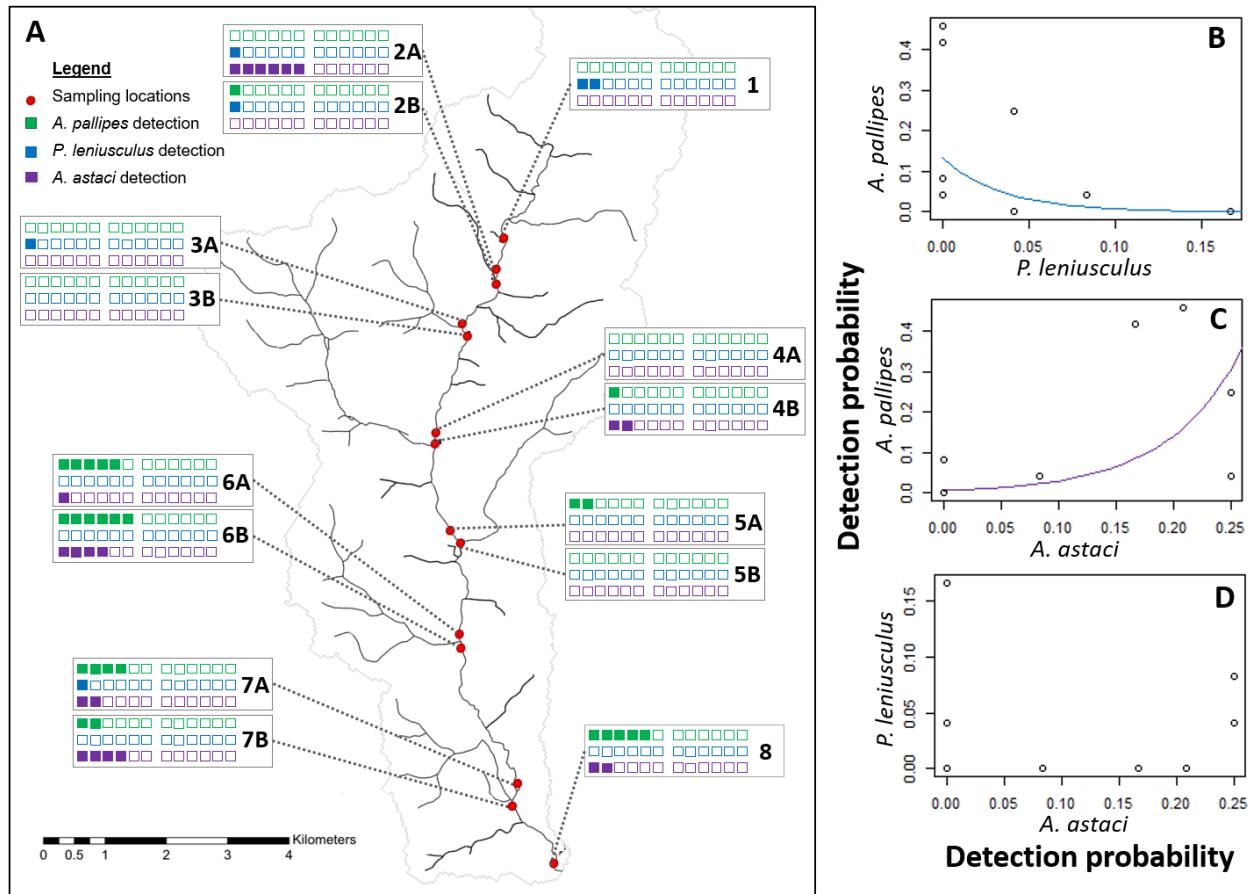 A
Legend
Sampling locations
A. pallipes detection
P. leniusculus detection
A. astaci detection
2A
2B
1
3A
3B
4A
4B
6A
6B
5A
5B
7A
7B
8
Kilometers
0 0.5 1 2 3 4
Detection probability
B
A. pallipes
0.0 0.1 0.2 0.3 0.4
0.00 0.05 0.10 0.15
P. leniusculus
C
A. pallipes
0.0 0.1 0.2 0.3 0.4
0.00 0.05 0.10 0.15 0.20 0.25
A. astaci
D
P. leniusculus
0.00 0.05 0.10 0.15
0.00 0.05 0.10 0.15 0.20 0.25
A. astaci
Detection probability